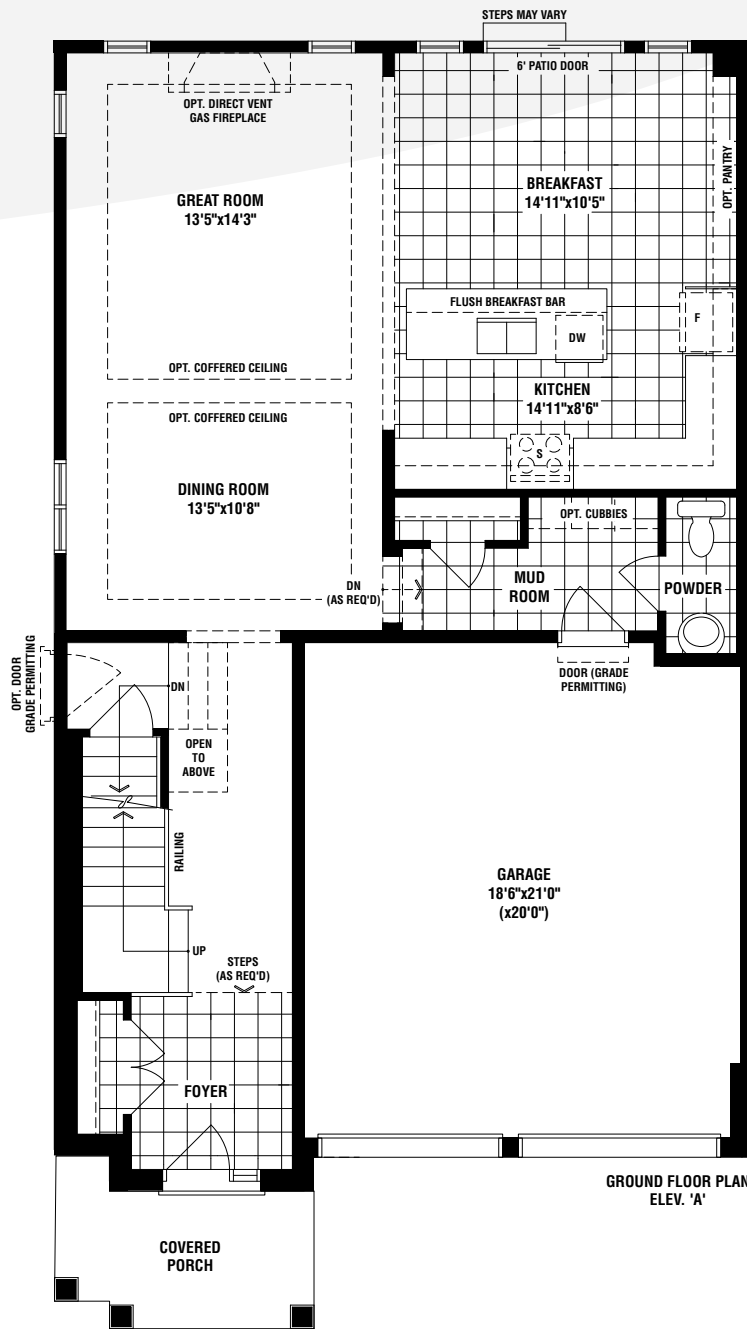 STEPS MAY VARY
6' PATIO DOOR
OPT. DIRECT VENT
GAS FIREPLACE
GREAT ROOM
13'5"x14'3"
BREAKFAST
14'11"x10'5"
OPT. PANTRY
FLUSH BREAKFAST BAR
DW
F
OPT. COFFERED CEILING
KITCHEN
14'11"x8'6"
OPT. COFFERED CEILING
S
DINING ROOM
13'5"x10'8"
OPT. CUBBIES
DN
(AS REQ'D)
MUD
ROOM
POWDER
OPT. DOOR
GRADE PERMITTING
DN
DOOR (GRADE
PERMITTING)
OPEN
TO
ABOVE
RAILING
GARAGE
18'6"x21'0"
(x20'0")
UP
STEPS
(AS REQ'D)
FOYER
GROUND FLOOR PLAN
ELEV. 'A'
COVERED
PORCH